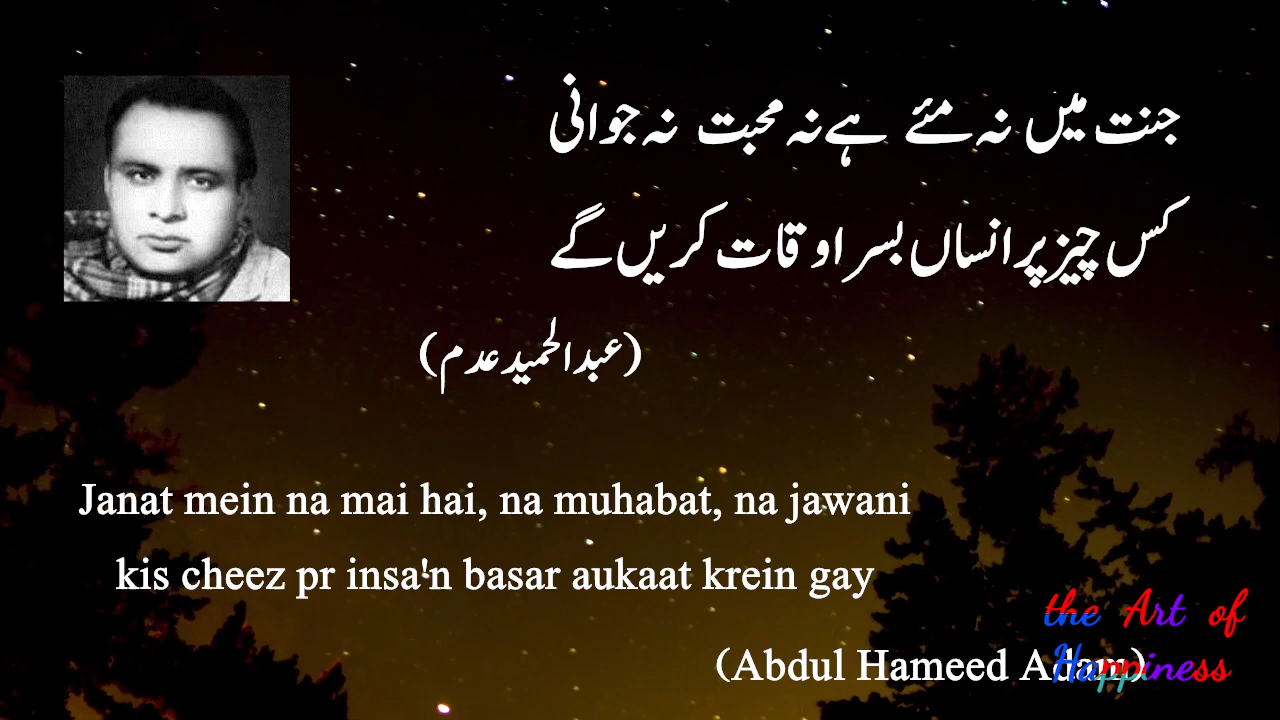 جنت میں نہ مئے ہے نہ محبت نہ جوانی
کس چیز پر انساں بسر اوقات کریں گے
(عبدالحمید عدم)
Janat mein na mai hai, na muhabat, na jawani
kis cheez pr insa'n basar aukaat krein gay
(Abdul Hameed Adam)
the Art of
Happiness